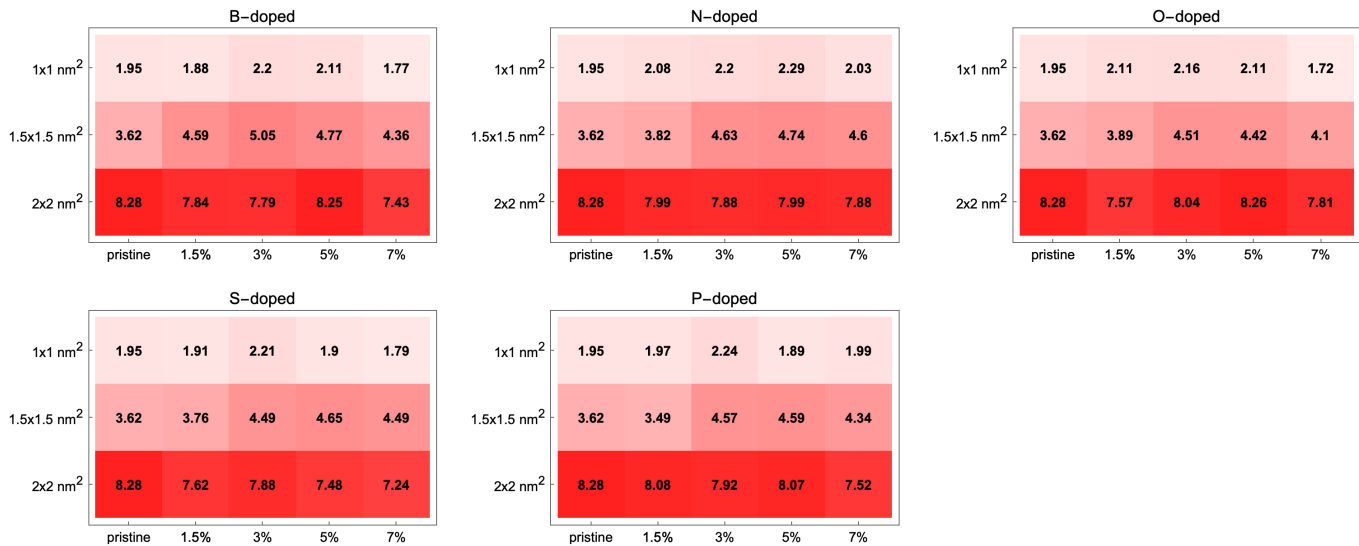 B−doped
1x1 nm² 1.95 1.88 2.2 2.11 1.77
1.5x1.5 nm² 3.62 4.59 5.05 4.77 4.36
2x2 nm² 8.28 7.84 7.79 8.25 7.43
pristine 1.5% 3% 5% 7%
N−doped
1x1 nm² 1.95 2.08 2.2 2.29 2.03
1.5x1.5 nm² 3.62 3.82 4.63 4.74 4.6
2x2 nm² 8.28 7.99 7.88 7.99 7.88
pristine 1.5% 3% 5% 7%
O−doped
1x1 nm² 1.95 2.11 2.16 2.11 1.72
1.5x1.5 nm² 3.62 3.89 4.51 4.42 4.1
2x2 nm² 8.28 7.57 8.04 8.26 7.81
pristine 1.5% 3% 5% 7%
S−doped
1x1 nm² 1.95 1.91 2.21 1.9 1.79
1.5x1.5 nm² 3.62 3.76 4.49 4.65 4.49
2x2 nm² 8.28 7.62 7.88 7.48 7.24
pristine 1.5% 3% 5% 7%
P−doped
1x1 nm² 1.95 1.97 2.24 1.89 1.99
1.5x1.5 nm² 3.62 3.49 4.57 4.59 4.34
2x2 nm² 8.28 8.08 7.92 8.07 7.52
pristine 1.5% 3% 5% 7%